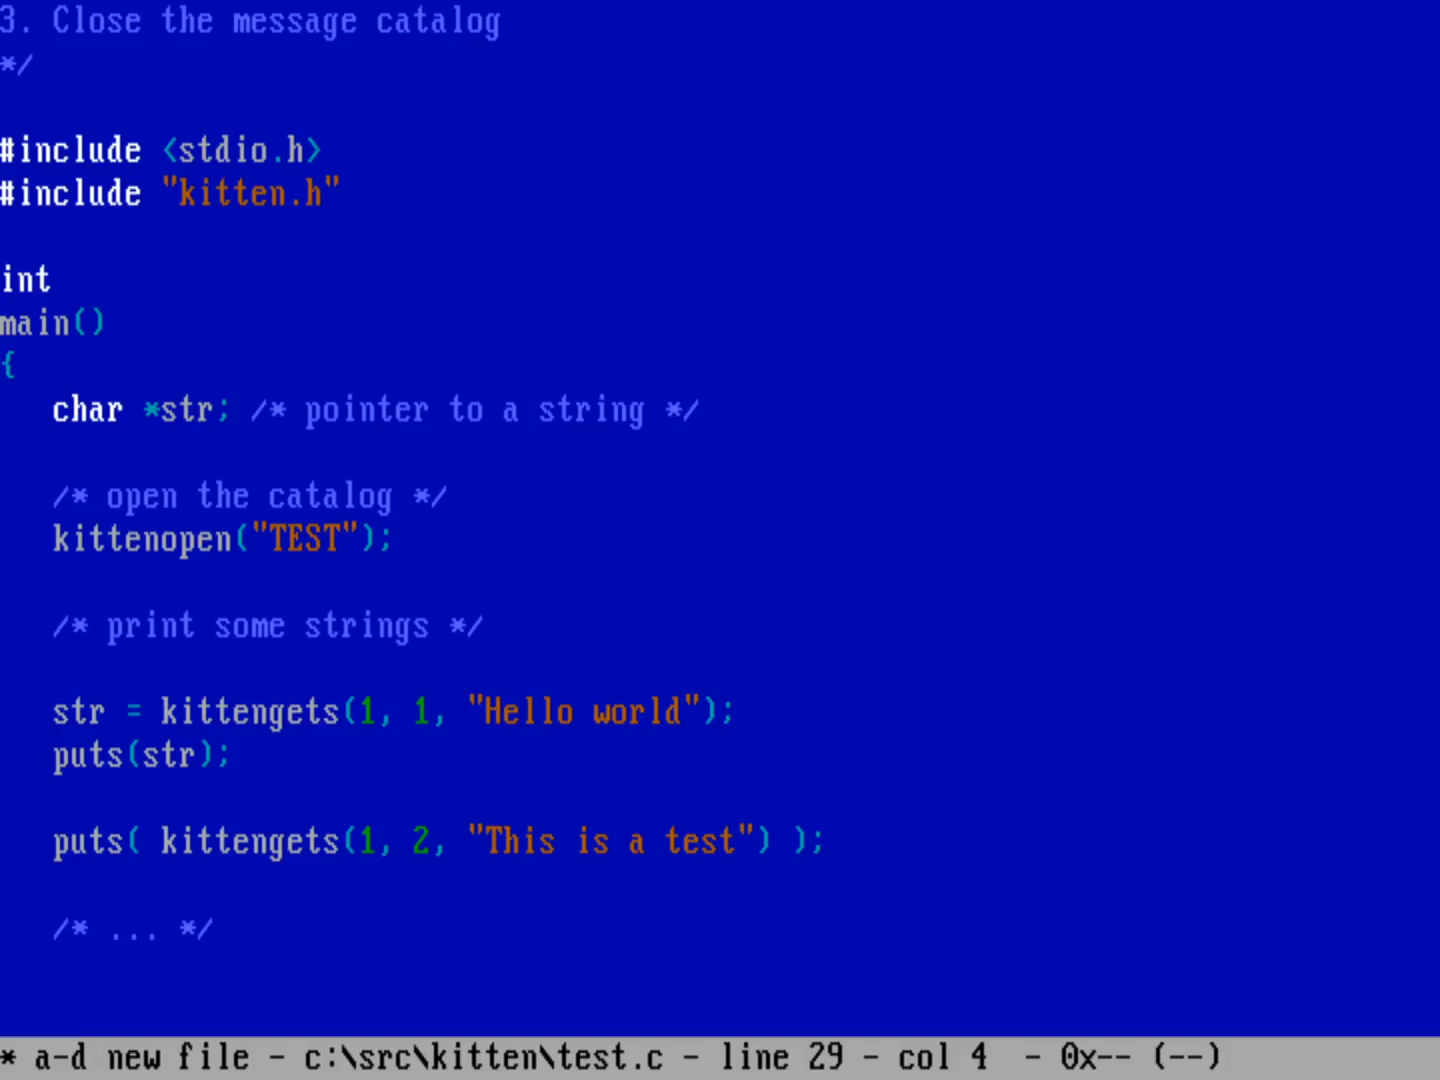 3. Close the message catalog
*/
#include <stdio.h>
#include "kitten.h"
int
main()
{
char *str; /* pointer to a string */
/* open the catalog */
kittenopen("TEST");
/* print some strings */
str = kittengets(1, 1, "Hello world");
puts(str);
puts( kittengets(1, 2, "This is a test") );
/* ... */
* a-d new file - c:\src\kitten\test.c - line 29 - col 4 - 0x-- (--)